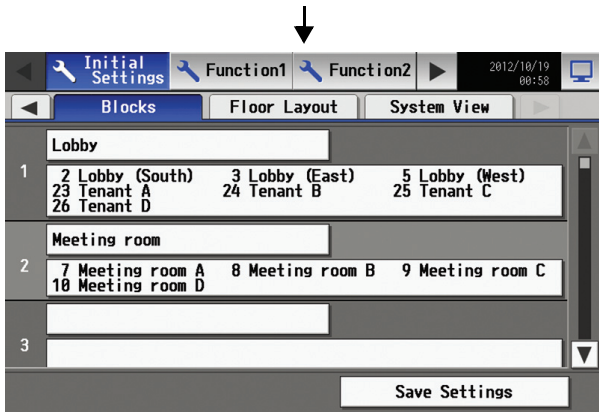 Initial Settings
Function1
Function2
2012/10/19
00:58
Blocks
Floor Layout
System View
1
Lobby
2 Lobby (South) 3 Lobby (East) 5 Lobby (West)
23 Tenant A 24 Tenant B 25 Tenant C
26 Tenant D
2
Meeting room
7 Meeting room A 8 Meeting room B 9 Meeting room C
10 Meeting room D
3
Save Settings